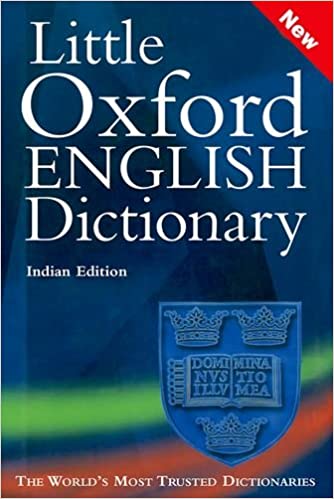 New
Little
Oxford
ENGLISH
Dictionary
Indian Edition
DOMI MINA
NVS TIO
ILLV MEA
THE WORLD'S MOST TRUSTED DICTIONARIES